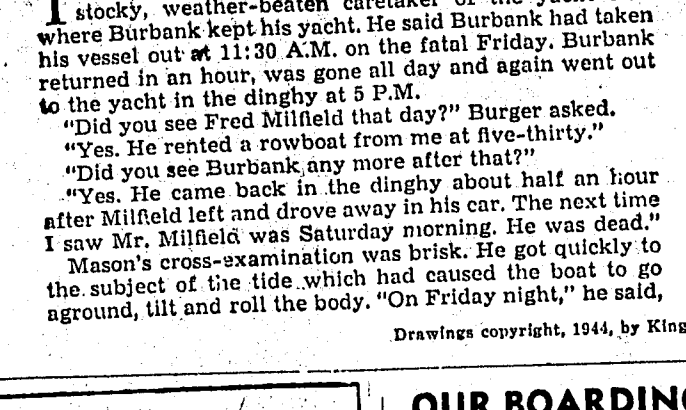 I stocky, weather-beaten caretaker of the
where Burbank kept his yacht. He said Burbank had taken
his vessel out at 11:30 A.M. on the fatal Friday. Burbank
returned in an hour, was gone all day and again went out
to the yacht in the dinghy at 5 P.M.
"Did you see Fred Milfield that day?" Burger asked.
"Yes. He rented a rowboat from me at five-thirty."
"Did you see Burbank any more after that?"
"Yes. He came back in the dinghy about half an hour
after Milfield left and drove away in his car. The next time
I saw Mr. Milfield was Saturday morning. He was dead."
Mason's cross-examination was brisk. He got quickly to
the subject of the tide which had caused the boat to go
aground, tilt and roll the body. "On Friday night," he said,
Drawings copyright, 1944, by King
OUR BOARDING